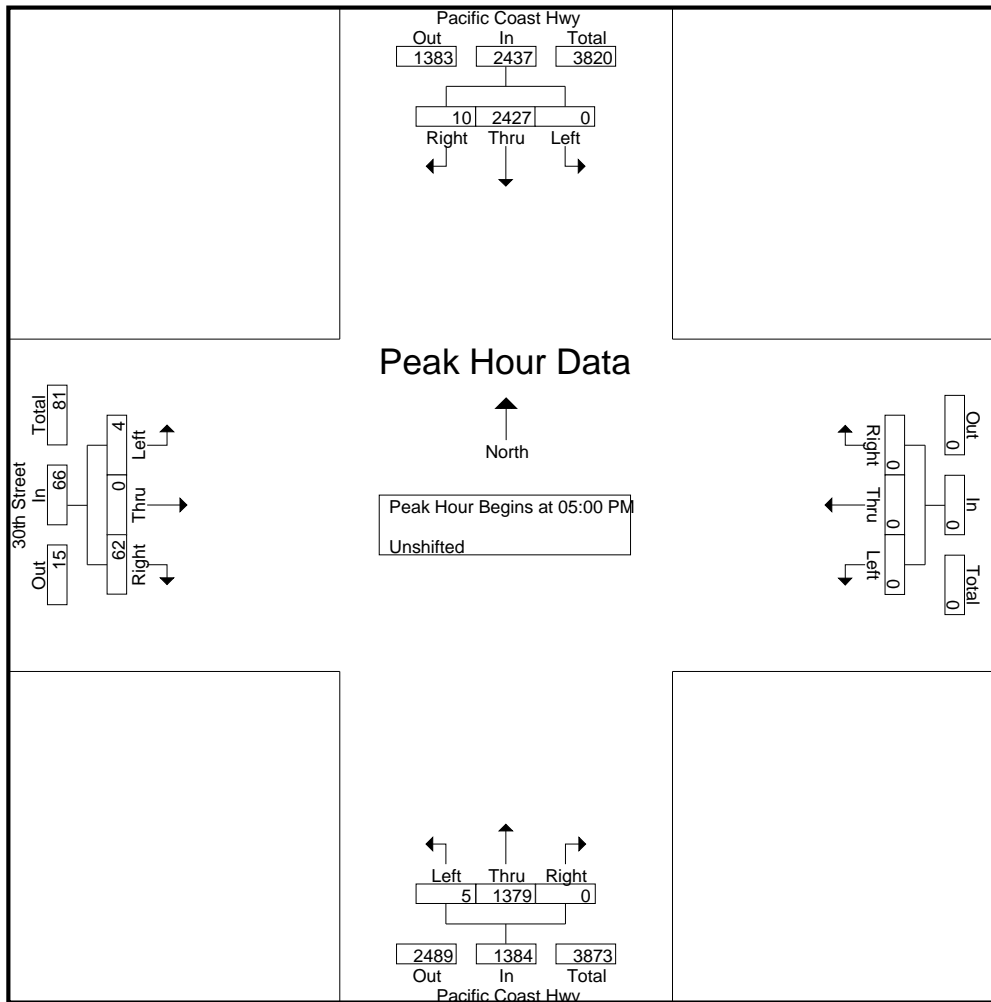 Pacific Coast Hwy
Out In Total
1383 2437 3820
10 2427 0
Right Thru Left
Peak Hour Data
North
Peak Hour Begins at 05:00 PM
Unshifted
30th Street
Total In Out
81 66 15
4 0 62
Left Thru Right
Out In Total
0 0 0
Right Thru Left
0 0 0
Left Thru Right
5 1379 0
2489 1384 3873
Out In Total
Pacific Coast Hwy